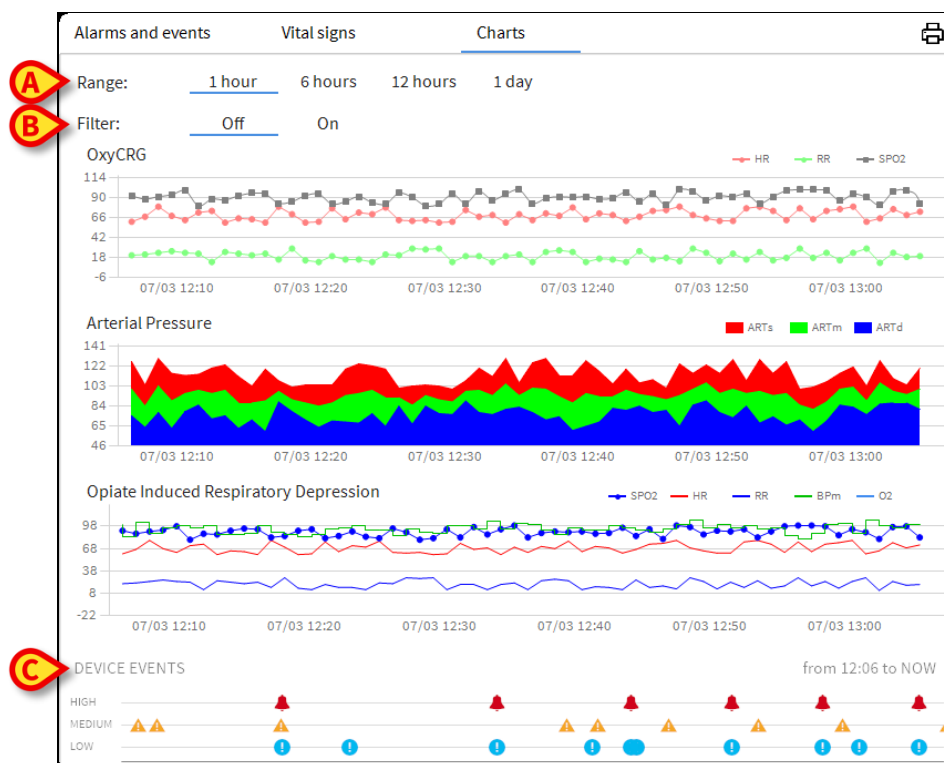 Alarms and events Vital signs Charts
A Range: 1 hour 6 hours 12 hours 1 day
B Filter: Off On
OxyCRG HR RR SPO2
114
90
66
42
18
-6
07/03 12:10 07/03 12:20 07/03 12:30 07/03 12:40 07/03 12:50 07/03 13:00
Arterial Pressure ARTs ARTm ARTd
141
122
103
84
65
46
07/03 12:10 07/03 12:20 07/03 12:30 07/03 12:40 07/03 12:50 07/03 13:00
Opiate Induced Respiratory Depression SPO2 HR RR BPm O2
98
68
38
8
-22
07/03 12:10 07/03 12:20 07/03 12:30 07/03 12:40 07/03 12:50 07/03 13:00
C DEVICE EVENTS from 12:06 to NOW
HIGH
MEDIUM
LOW